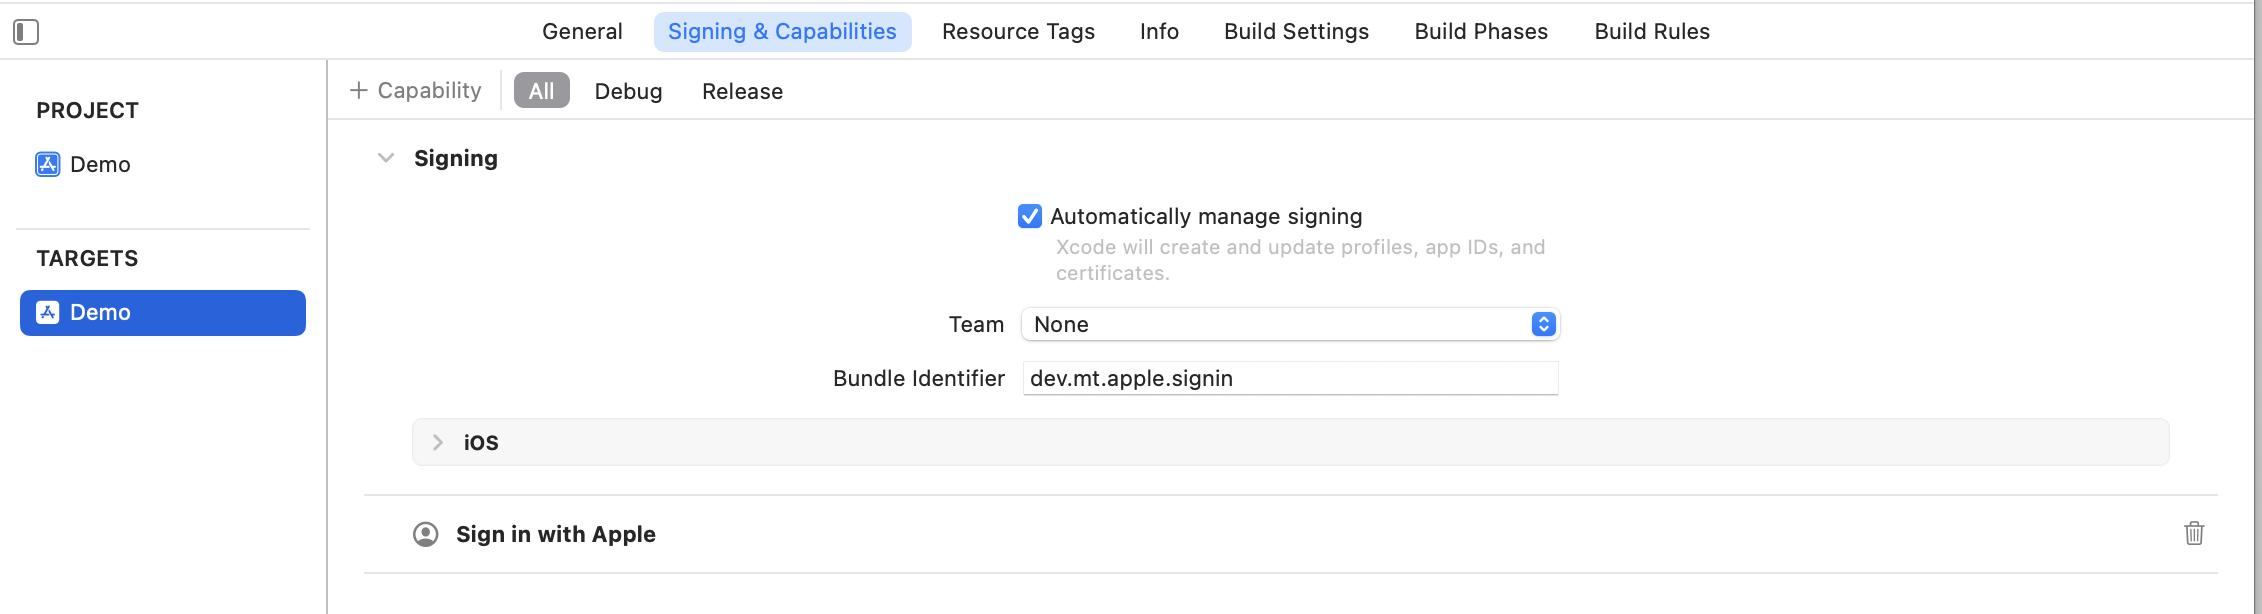 General Signing & Capabilities Resource Tags Info Build Settings Build Phases Build Rules
+ Capability All Debug Release
PROJECT
Demo
TARGETS
Demo
Signing
Automatically manage signing
Xcode will create and update profiles, app IDs, and
certificates.
Team None
Bundle Identifier dev.mt.apple.signin
iOS
Sign in with Apple